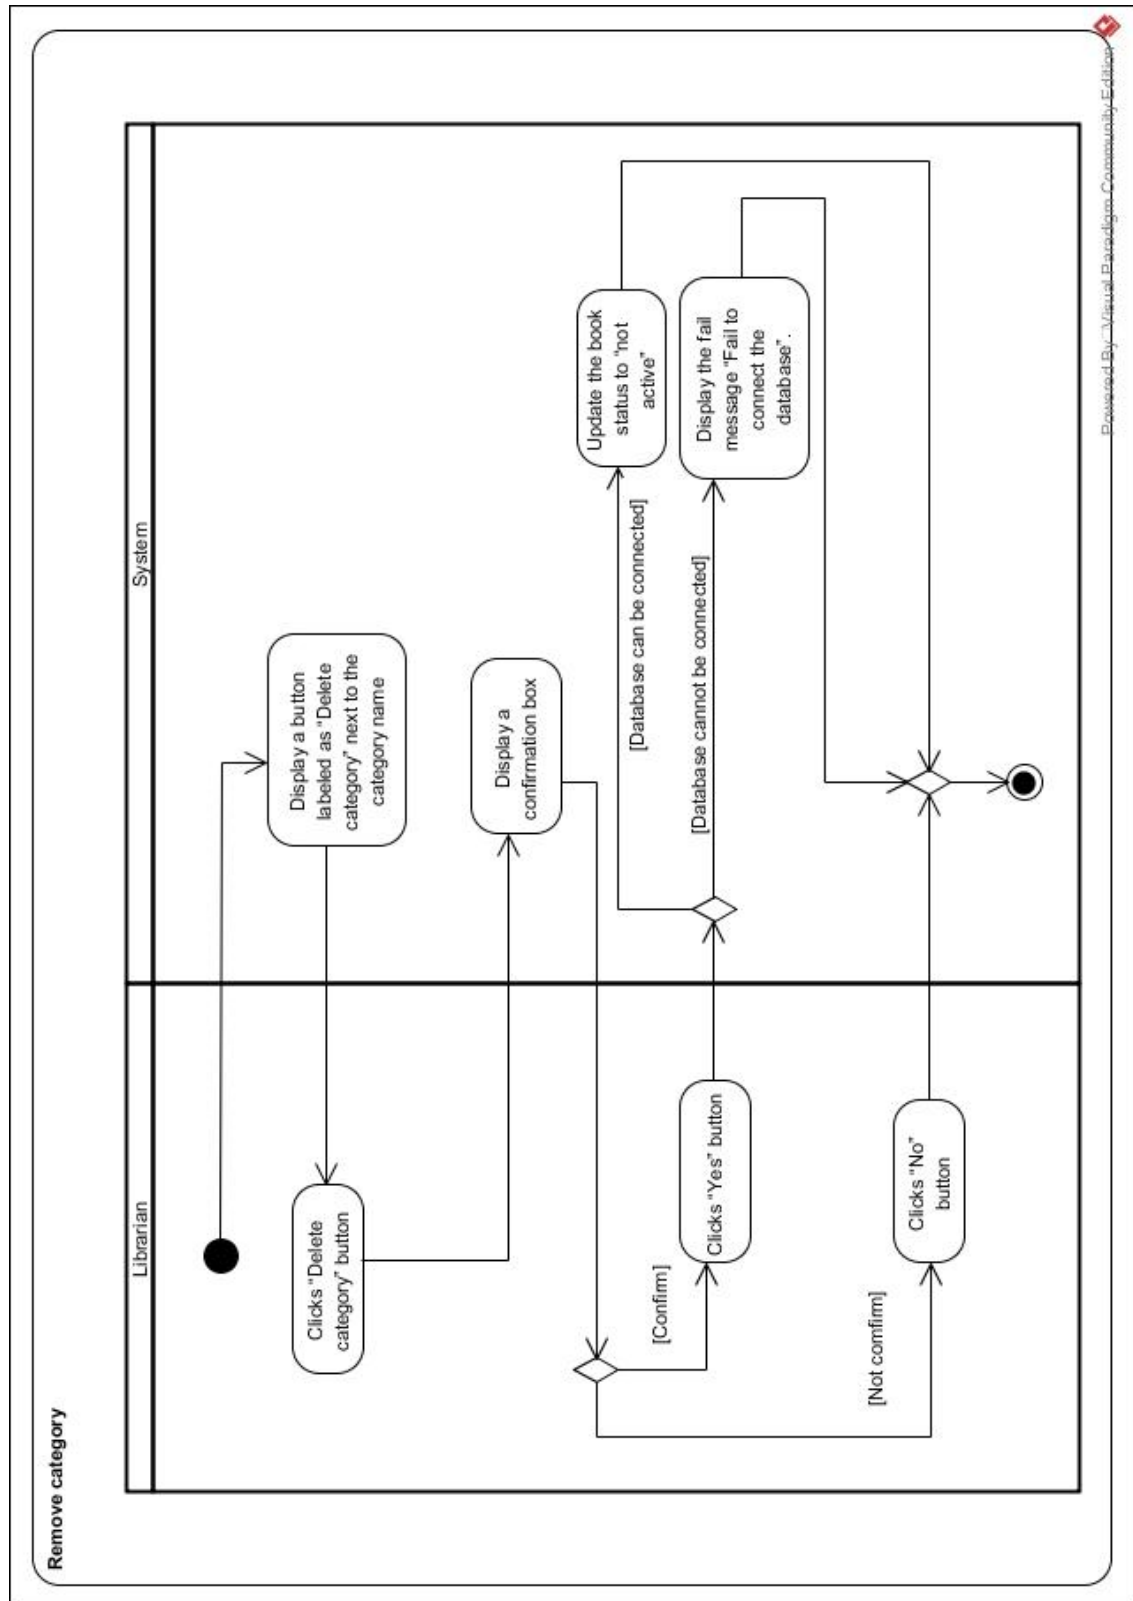 Remove category
Librarian
System
Display a button
labeled as "Delete
category" next to the
category name
Clicks "Delete
category" button
Display a
confirmation box
[Confirm]
Clicks "Yes" button
[Database can be connected]
Update the book
status to "not
active"
[Database cannot be connected]
Display the fail
message "Fail to
connect the
database".
[Not comfirm]
Clicks "No"
button
Powered By Visual Paradigm Community Edition